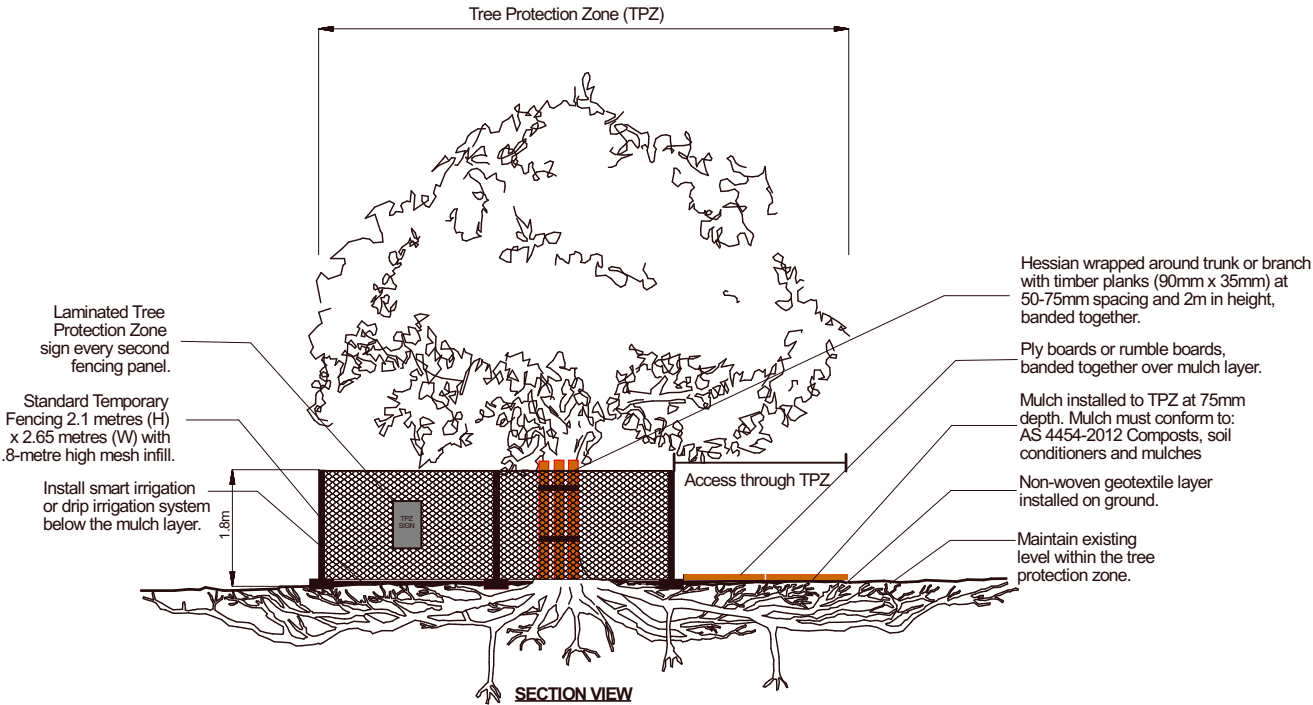 Tree Protection Zone (TPZ)
Laminated Tree
Protection Zone
sign every second
fencing panel.
Standard Temporary
Fencing 2.1 metres (H)
x 2.65 metres (W) with
.8-metre high mesh infill.
Install smart irrigation
or drip irrigation system
below the mulch layer.
1.8m
TPZ
SIGN
Access through TPZ
Hessian wrapped around trunk or branch
with timber planks (90mm x 35mm) at
50-75mm spacing and 2m in height,
banded together.
Ply boards or rumble boards,
banded together over mulch layer.
Mulch installed to TPZ at 75mm
depth. Mulch must conform to:
AS 4454-2012 Composts, soil
conditioners and mulches
Non-woven geotextile layer
installed on ground.
Maintain existing
level within the tree
protection zone.
SECTION VIEW